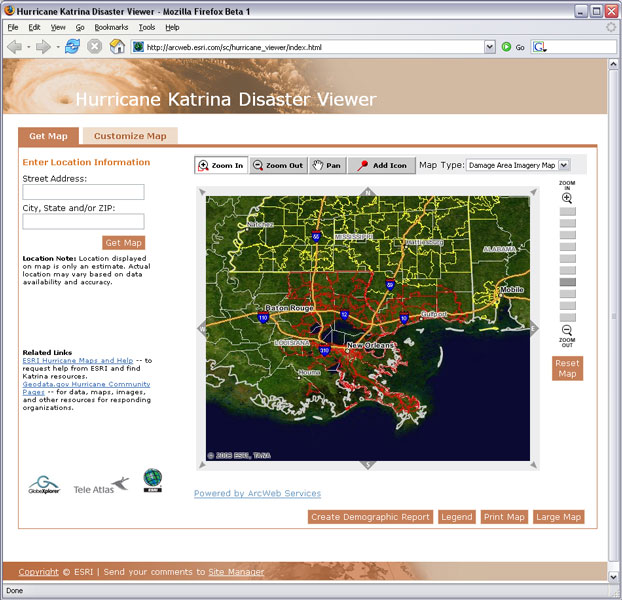 Hurricane Katrina Disaster Viewer - Mozilla Firefox Beta 1
File Edit View Go Bookmarks Tools Help
http://arcweb.esri.com/sc/hurricane_viewer/index.html Go
Hurricane Katrina Disaster Viewer
Get Map Customize Map
Enter Location Information
Street Address:
City, State and/or ZIP:
Get Map
Location Note: Location displayed
on map is only an estimate. Actual
location may vary based on data
availability and accuracy.
Related Links
ESRI Hurricane Maps and Help -- to
request help from ESRI and find
Katrina resources.
Geodata.gov Hurricane Community
Pages -- for data, maps, images,
and other resources for responding
organizations.
GlobeXplorer Tele Atlas ESRI
Zoom In Zoom Out Pan Add Icon Map Type: Damage Area Imagery Map
N
Natchez
55
MISSISSIPPI
Hattiesburg
ALABAMA
59
Mobile
Baton Rouge
110
12
10
Gulfport
W
E
LOUISIANA
New Orleans
310
Houma
S
ESRI, TANA
ZOOM
IN
ZOOM
OUT
Reset
Map
Powered by ArcWeb Services
Create Demographic Report Legend Print Map Large Map
Copyright © ESRI | Send your comments to Site Manager
Done